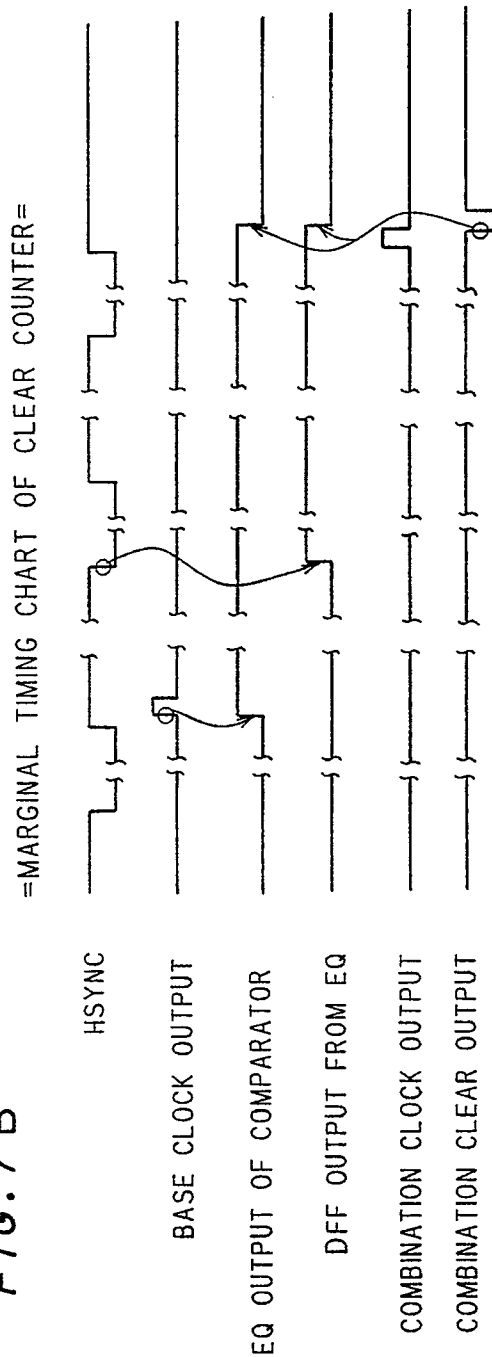 FIG. 7B
=MARGINAL TIMING CHART OF CLEAR COUNTER=
HSYNC
BASE CLOCK OUTPUT
EQ OUTPUT OF COMPARATOR
DFF OUTPUT FROM EQ
COMBINATION CLOCK OUTPUT
COMBINATION CLEAR OUTPUT